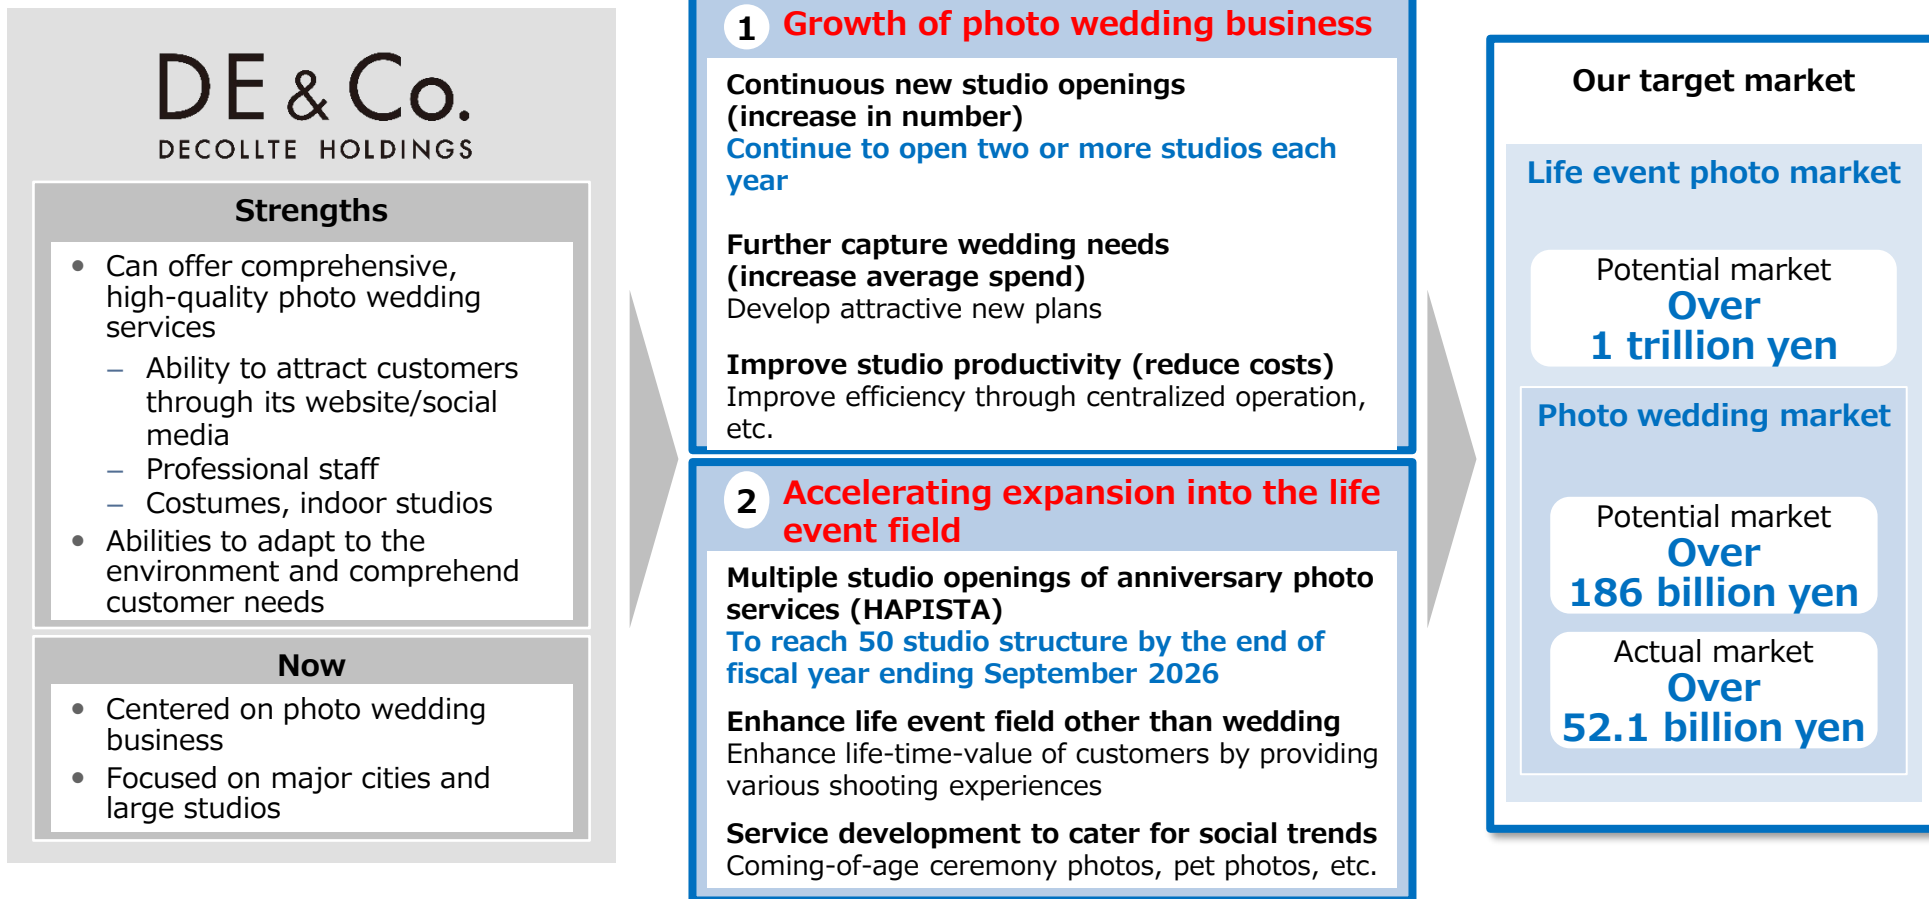 DE & Co.
DECOLLTE HOLDINGS
Strengths
• Can offer comprehensive,
high-quality photo wedding
services
– Ability to attract customers
through its website/social
media
– Professional staff
– Costumes, indoor studios
• Abilities to adapt to the
environment and comprehend
customer needs
Now
• Centered on photo wedding
business
• Focused on major cities and
large studios
1 Growth of photo wedding business
Continuous new studio openings
(increase in number)
Continue to open two or more studios each
year
Further capture wedding needs
(increase average spend)
Develop attractive new plans
Improve studio productivity (reduce costs)
Improve efficiency through centralized operation,
etc.
2 Accelerating expansion into the life
event field
Multiple studio openings of anniversary photo
services (HAPISTA)
To reach 50 studio structure by the end of
fiscal year ending September 2026
Enhance life event field other than wedding
Enhance life-time-value of customers by providing
various shooting experiences
Service development to cater for social trends
Coming-of-age ceremony photos, pet photos, etc.
Our target market
Life event photo market
Potential market
Over
1 trillion yen
Photo wedding market
Potential market
Over
186 billion yen
Actual market
Over
52.1 billion yen